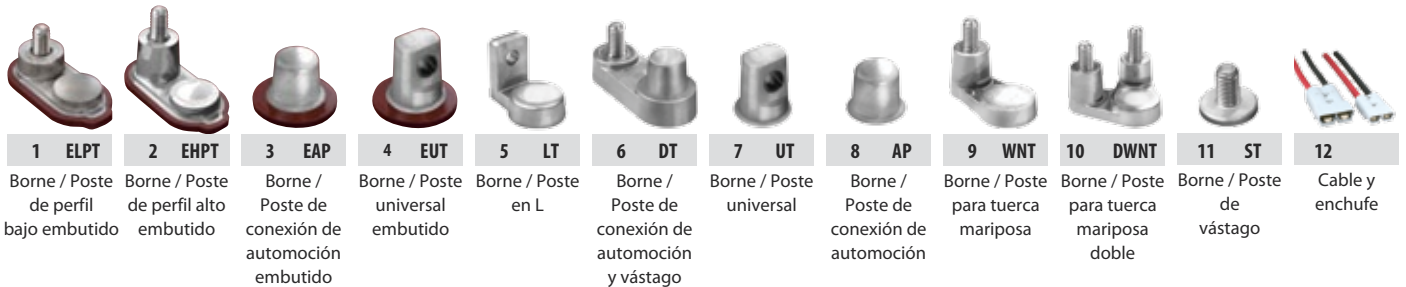 1 ELPT
Borne / Poste
de perfil
bajo embutido
2 EHPT
Borne / Poste
de perfil alto
embutido
3 EAP
Borne /
Poste de
conexión de
automoción
embutido
4 EUT
Borne / Poste
universal
embutido
5 LT
Borne / Poste
en L
6 DT
Borne /
Poste de
conexión de
automoción
y vástago
7 UT
Borne / Poste
universal
8 AP
Borne /
Poste de
conexión de
automoción
9 WNT
Borne / Poste
para tuerca
mariposa
10 DWNT
Borne / Poste
para tuerca
mariposa
doble
11 ST
Borne / Poste
de
vástago
12
Cable y
enchufe